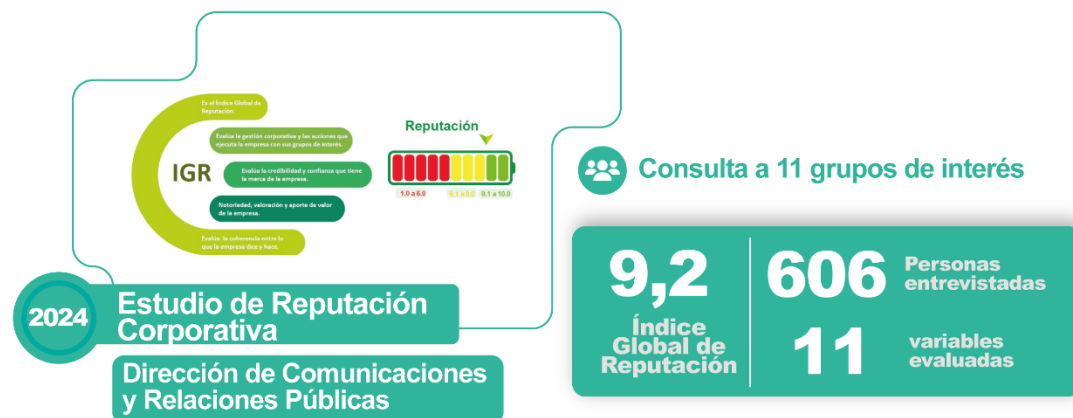 Es el Índice Global de
Reputación.
Evalúa la gestión corporativa y las acciones que
ejecuta la empresa con sus grupos de interés.
IGR
Evalúa la credibilidad y confianza que tiene
la marca de la empresa.
Notoriedad, valoración y aporte de valor
de la empresa.
Evalúa la coherencia entre lo
que la empresa dice y hace.
Reputación
1.0 a 6.0
9.1 a 10.0
2024
Estudio de Reputación
Corporativa
Dirección de Comunicaciones
y Relaciones Públicas
Consulta a 11 grupos de interés
9,2
Índice
Global de
Reputación
606
Personas
entrevistadas
11
variables
evaluadas